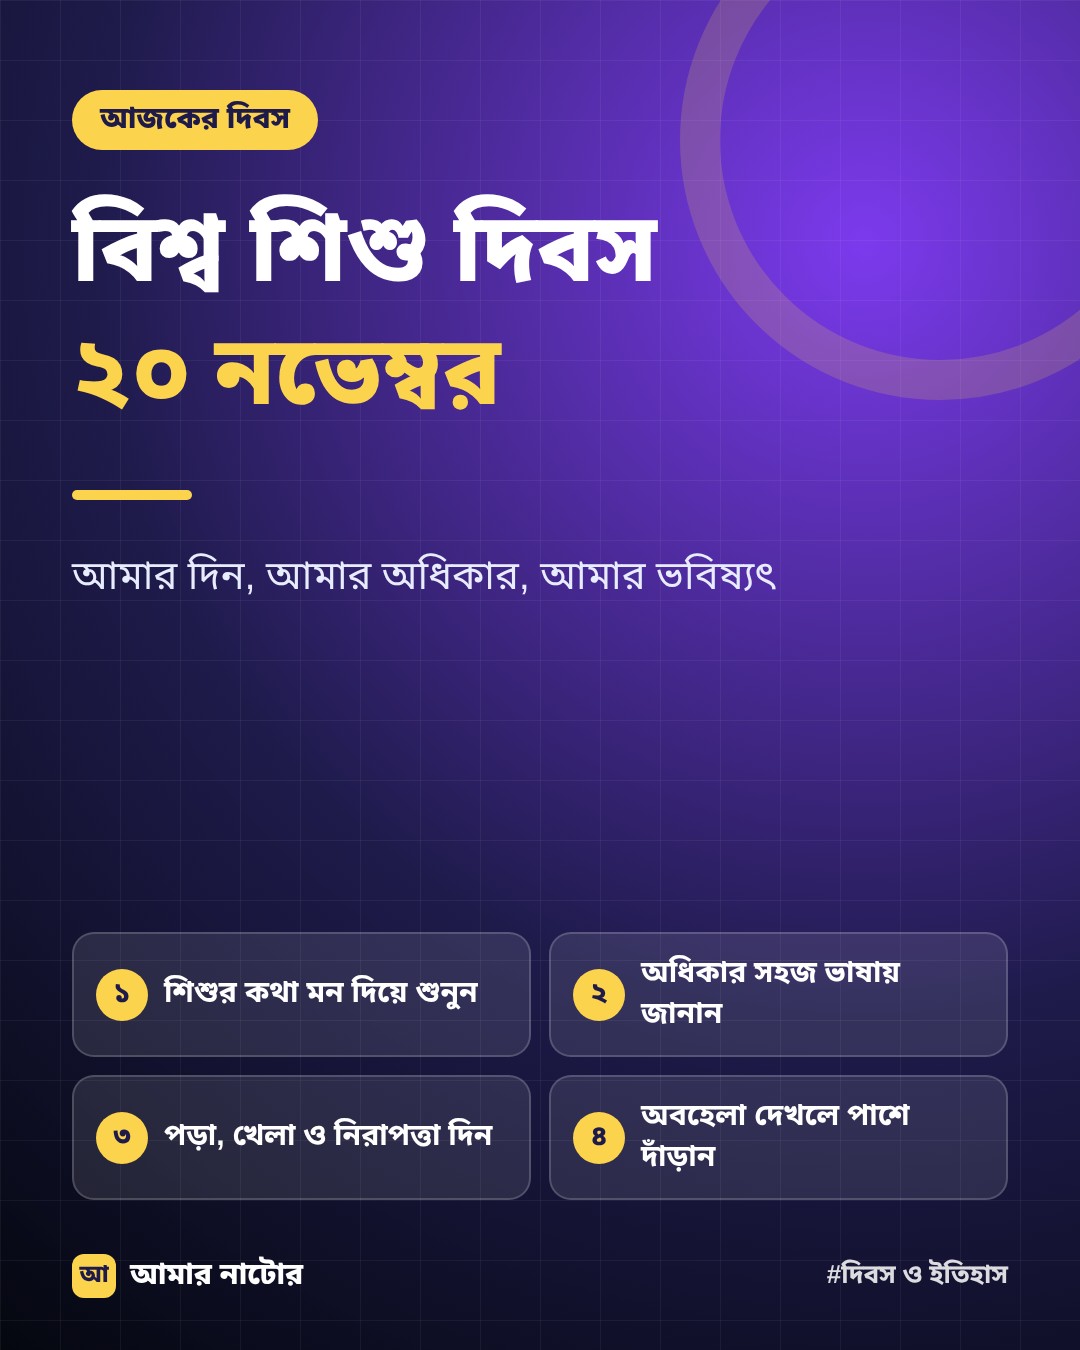 আজকের দিবস
বিশ্ব শিশু দিবস
২০ নভেম্বর
আমার দিন, আমার অধিকার, আমার ভবিষ্যৎ
১ শিশুর কথা মন দিয়ে শুনুন
২ অধিকার সহজ ভাষায়
জানান
৩ পড়া, খেলা ও নিরাপত্তা দিন
৪ অবহেলা দেখলে পাশে
দাঁড়ান
আ আমার নাটোর
#দিবস ও ইতিহাস